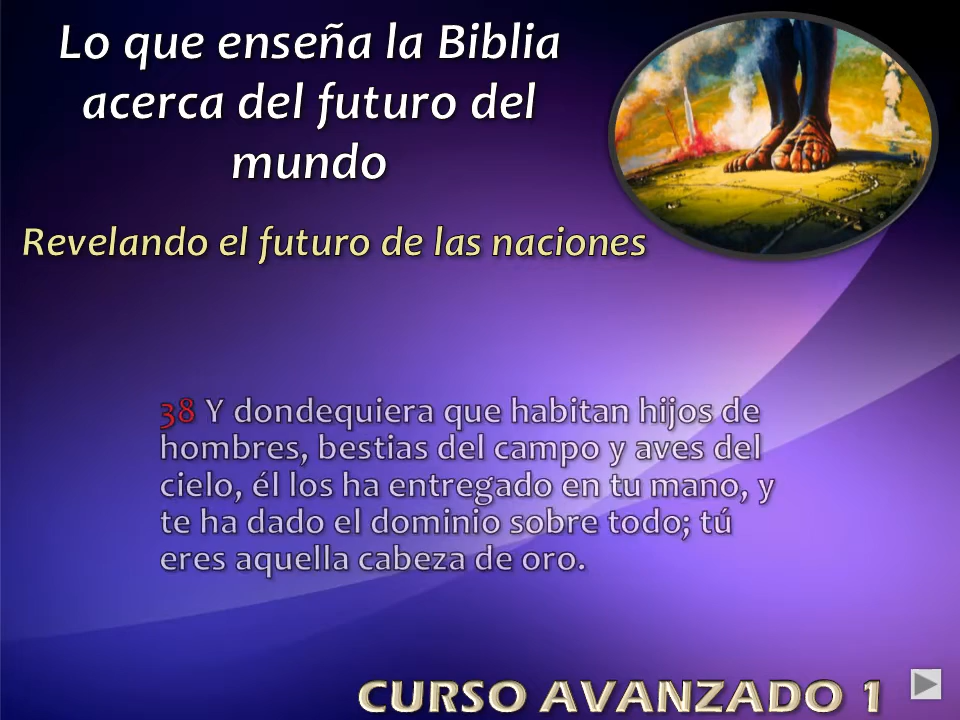 Lo que enseña la Biblia
acerca del futuro del
mundo
Revelando el futuro de las naciones
38 Y dondequiera que habitan hijos de
hombres, bestias del campo y aves del
cielo, él los ha entregado en tu mano, y
te ha dado el dominio sobre todo; tú
eres aquella cabeza de oro.
CURSO AVANZADO 1